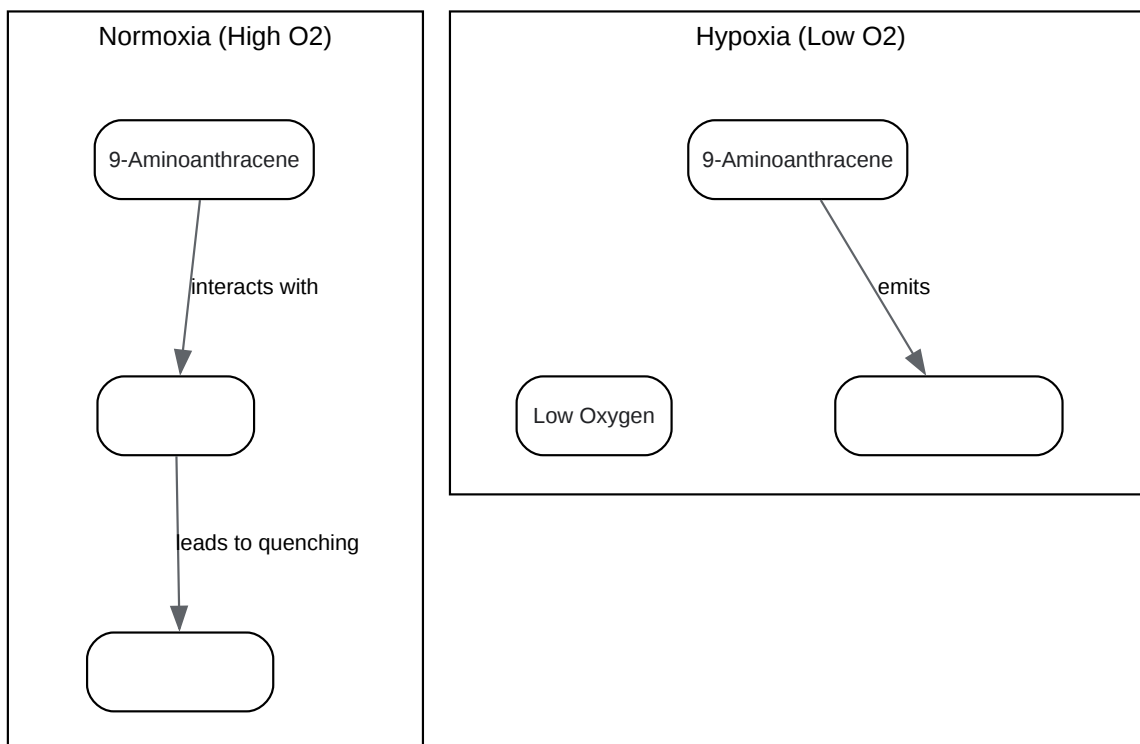 Normoxia (High O2)
9-Aminoanthracene
interacts with
leads to quenching
Hypoxia (Low O2)
9-Aminoanthracene
emits
Low Oxygen